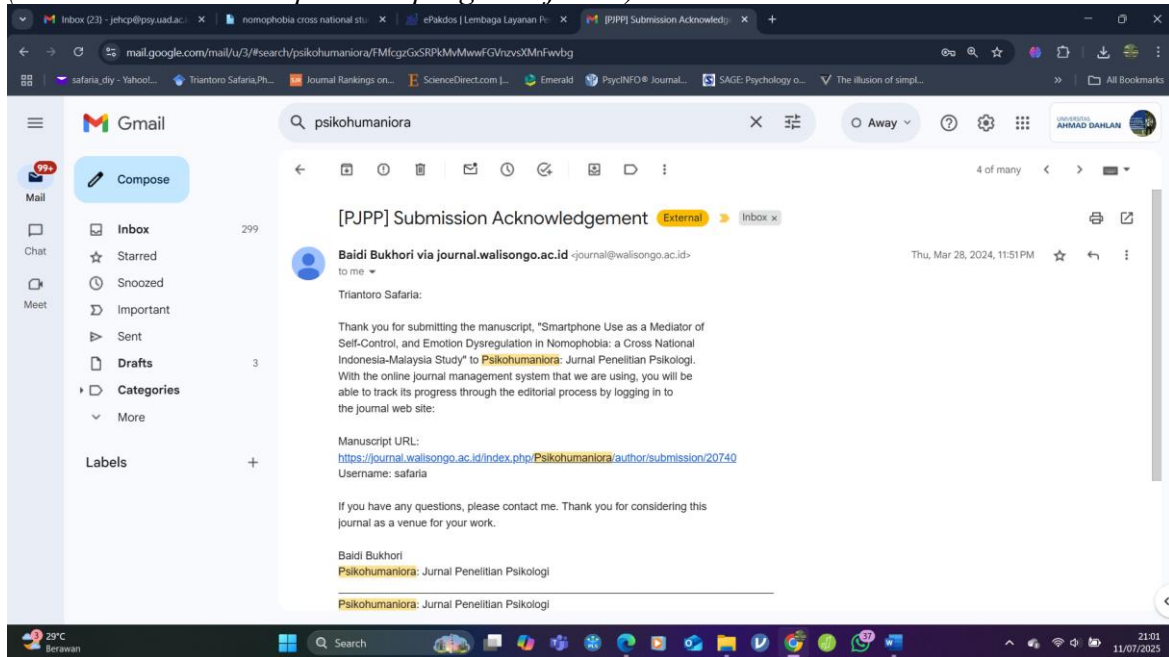 Inbox (23) - jehcp@psy.uad.ac.i
nomophobia cross national stu
ePakdos | Lembaga Layanan Pe
[PJPP] Submission Acknowledg
mail.google.com/mail/u/3/#search/psikohumaniora/FMfcgzGxSRPkMvMwwFGVnzvsXMnFwvbg
safaria_diy - Yahoo!...
Triantoro Safaria,Ph...
Journal Rankings on...
ScienceDirect.com |...
Emerald
PsycINFO® Journal...
SAGE: Psychology o...
The illusion of simpl...
»
All Bookmarks
Gmail
psikohumaniora
Away
UNIVERSITAS
AHMAD DAHLAN
99+
Mail
Chat
Meet
Compose
Inbox 299
Starred
Snoozed
Important
Sent
Drafts 3
Categories
More
Labels +
4 of many
[PJPP] Submission Acknowledgement External Inbox x
Baidi Bukhori via journal.walisongo.ac.id <journal@walisongo.ac.id>
Thu, Mar 28, 2024, 11:51 PM
to me
Triantoro Safaria:
Thank you for submitting the manuscript, "Smartphone Use as a Mediator of
Self-Control, and Emotion Dysregulation in Nomophobia: a Cross National
Indonesia-Malaysia Study" to Psikohumaniora: Jurnal Penelitian Psikologi.
With the online journal management system that we are using, you will be
able to track its progress through the editorial process by logging in to
the journal web site:
Manuscript URL:
https://journal.walisongo.ac.id/index.php/Psikohumaniora/author/submission/20740
Username: safaria
If you have any questions, please contact me. Thank you for considering this
journal as a venue for your work.
Baidi Bukhori
Psikohumaniora: Jurnal Penelitian Psikologi
Psikohumaniora: Jurnal Penelitian Psikologi
29°C
Berawan
Search
21:01
11/07/2025